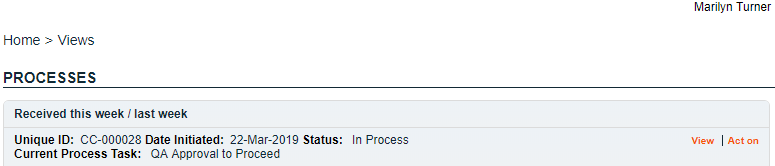 Marilyn Turner
Home > Views
PROCESSES
Received this week / last week
Unique ID: CC-000028 Date Initiated: 22-Mar-2019 Status: In Process View | Act on
Current Process Task: QA Approval to Proceed